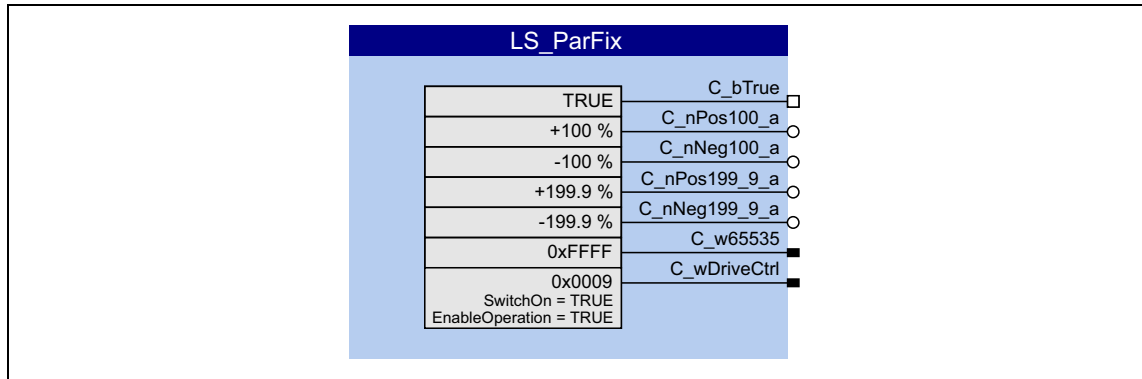 LS_ParFix
TRUE
C_bTrue
+100 %
C_nPos100_a
-100 %
C_nNeg100_a
+199.9 %
C_nPos199_9_a
-199.9 %
C_nNeg199_9_a
0xFFFF
C_w65535
0x0009
C_wDriveCtrl
SwitchOn = TRUE
EnableOperation = TRUE